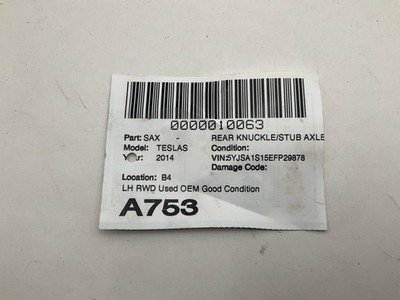 0000010063
Part: SAX - REAR KNUCKLE/STUB AXLE
Model: TESLAS Condition:
Year: 2014 VIN:5YJSA1S15EFP29878
Damage Code:
Location: B4
LH RWD Used OEM Good Condition
A753